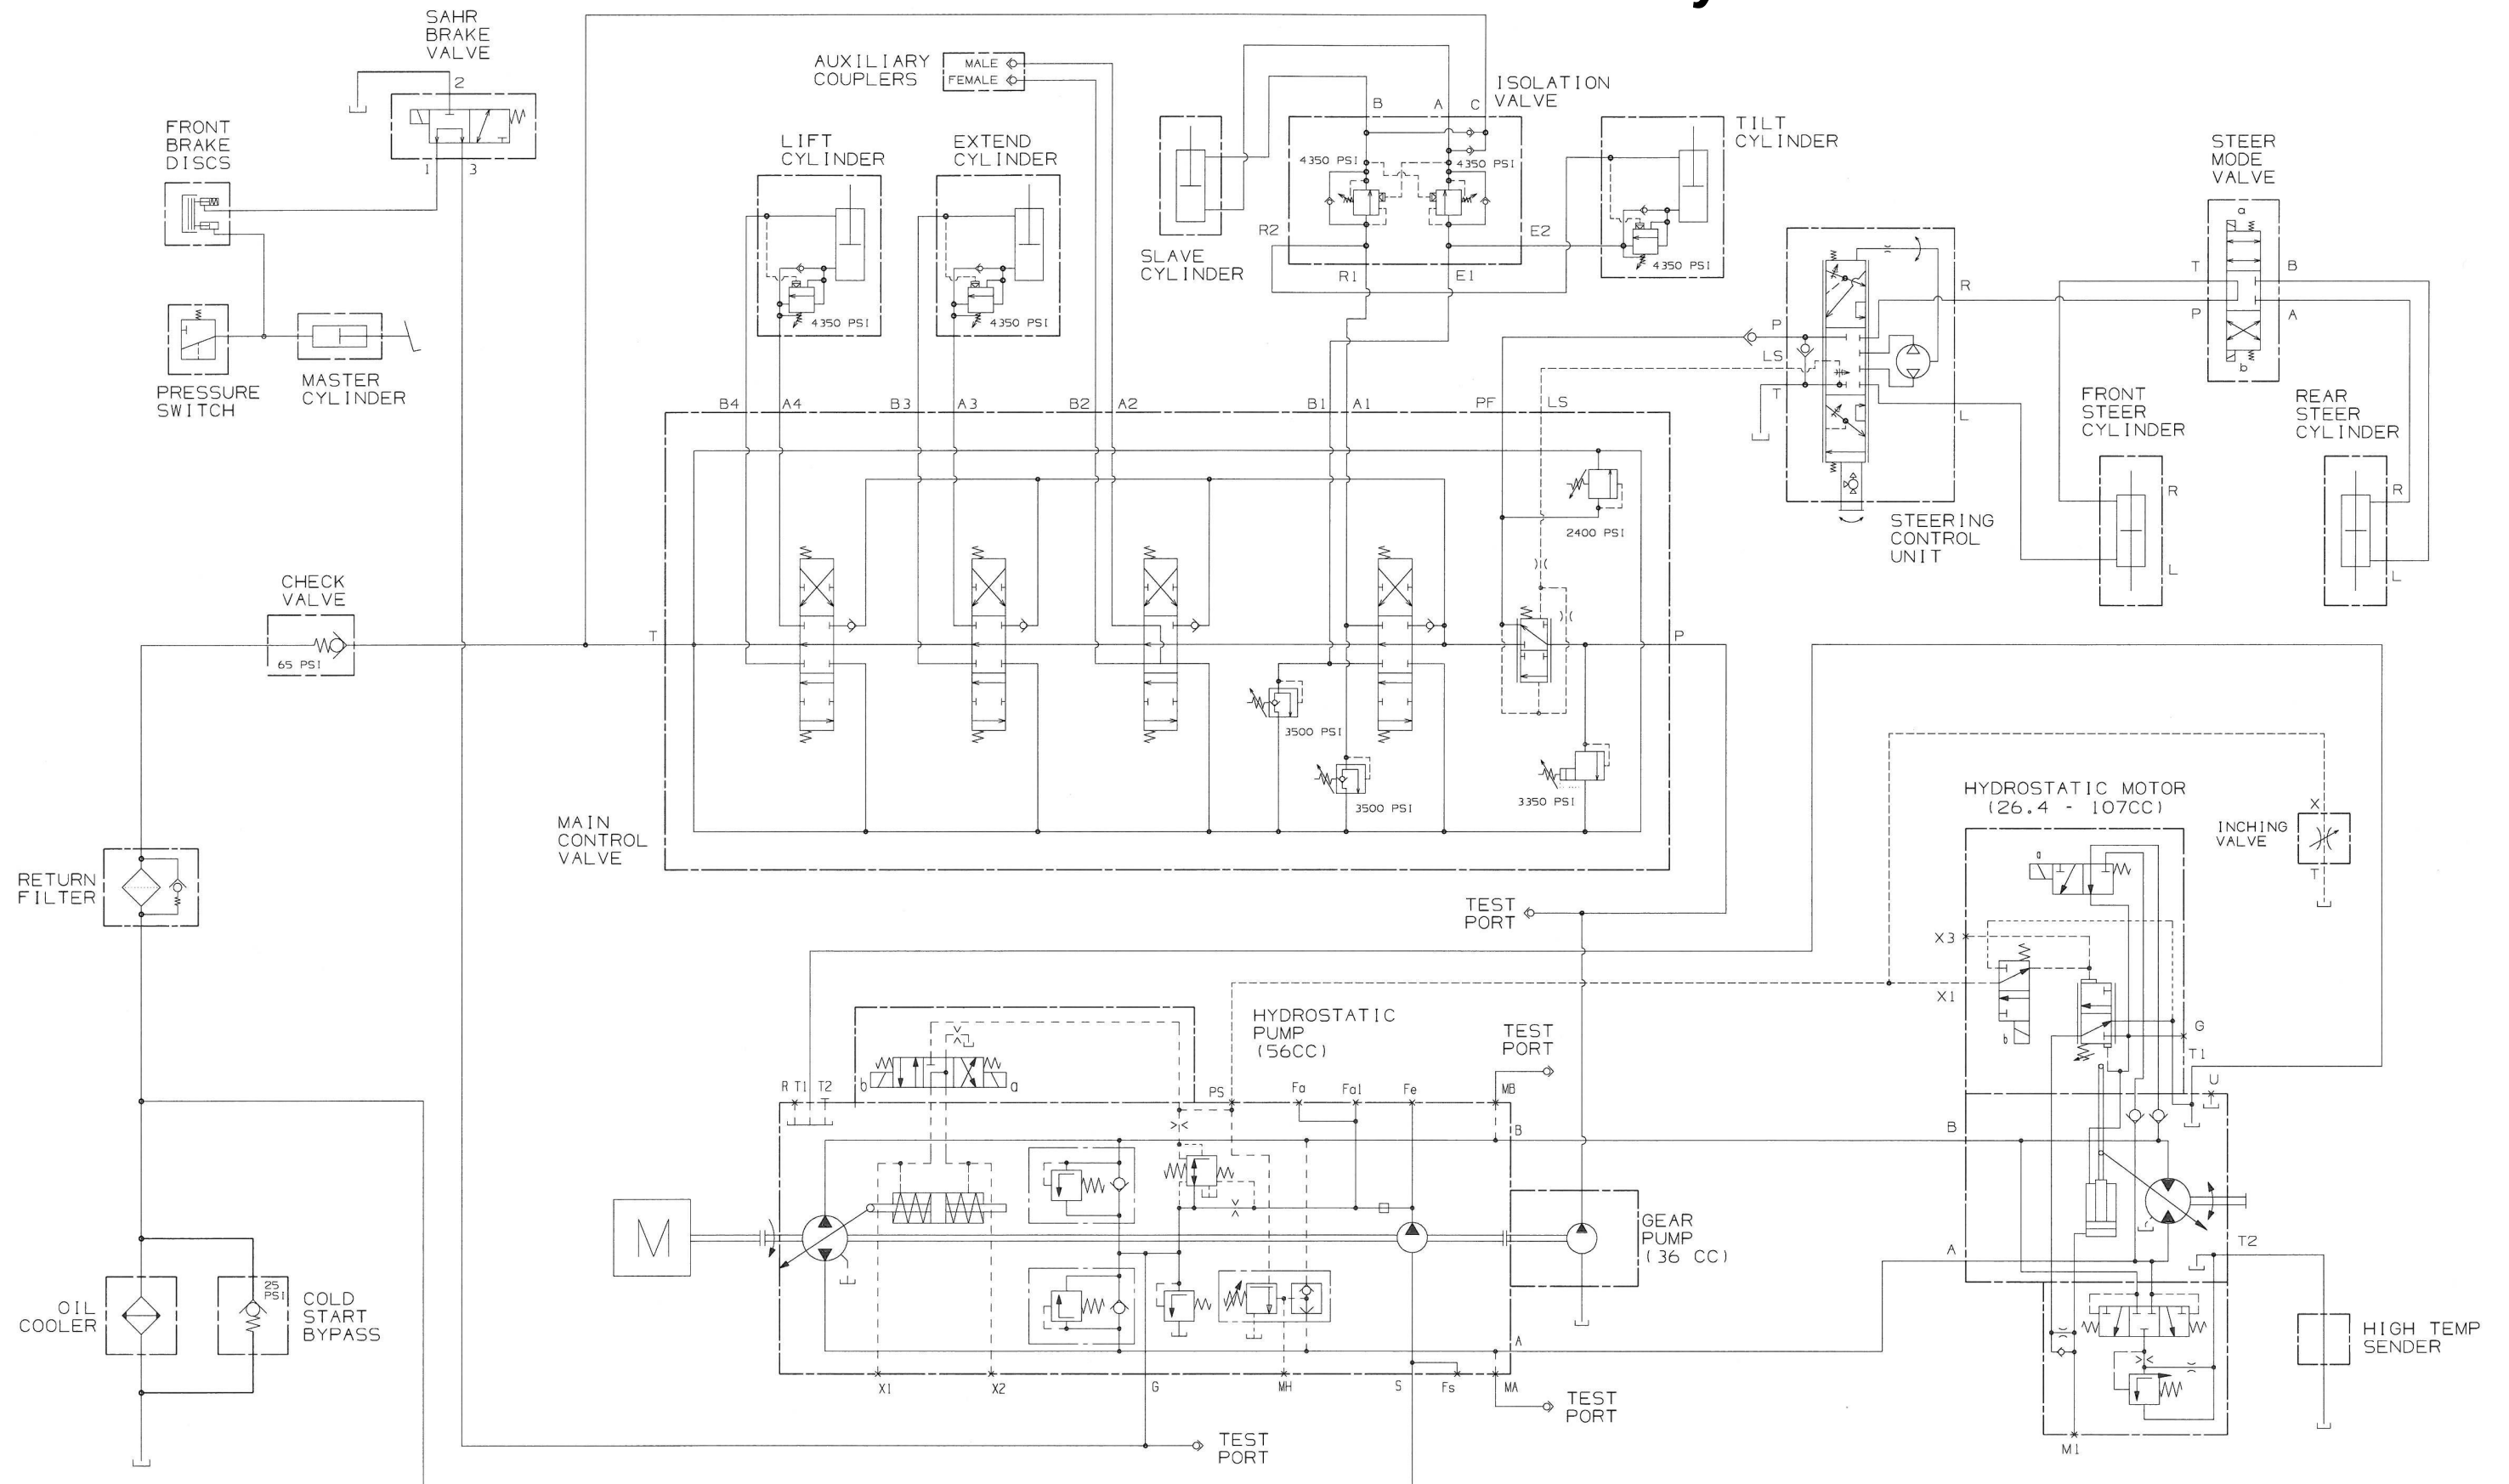 SAHR
BRAKE
VALVE
2
1
3
FRONT
BRAKE
DISCS
PRESSURE
SWITCH
MASTER
CYLINDER
AUXILIARY
COUPLERS
MALE
FEMALE
LIFT
CYLINDER
4350 PSI
EXTEND
CYLINDER
4350 PSI
SLAVE
CYLINDER
ISOLATION
VALVE
B
A
C
4350 PSI
4350 PSI
R2
E2
R1
E1
TILT
CYLINDER
4350 PSI
STEER
MODE
VALVE
a
T
B
P
A
b
P
LS
T
R
L
STEERING
CONTROL
UNIT
FRONT
STEER
CYLINDER
R
L
REAR
STEER
CYLINDER
R
L
B4
A4
B3
A3
B2
A2
B1
A1
PF
LS
2400 PSI
CHECK
VALVE
65 PSI
T
P
3500 PSI
3500 PSI
3350 PSI
MAIN
CONTROL
VALVE
RETURN
FILTER
TEST
PORT
HYDROSTATIC MOTOR
(26.4 - 107CC)
INCHING
VALVE
X
T
a
X3
X1
b
G
T1
U
B
A
T2
M1
HIGH TEMP
SENDER
HYDROSTATIC
PUMP
(56CC)
TEST
PORT
b
a
R T1 T2
PS
Fa
Fa1
Fe
MB
B
M
GEAR
PUMP
(36 CC)
A
X1
X2
G
MH
S
Fs
MA
TEST
PORT
TEST
PORT
OIL
COOLER
25
PSI
COLD
START
BYPASS